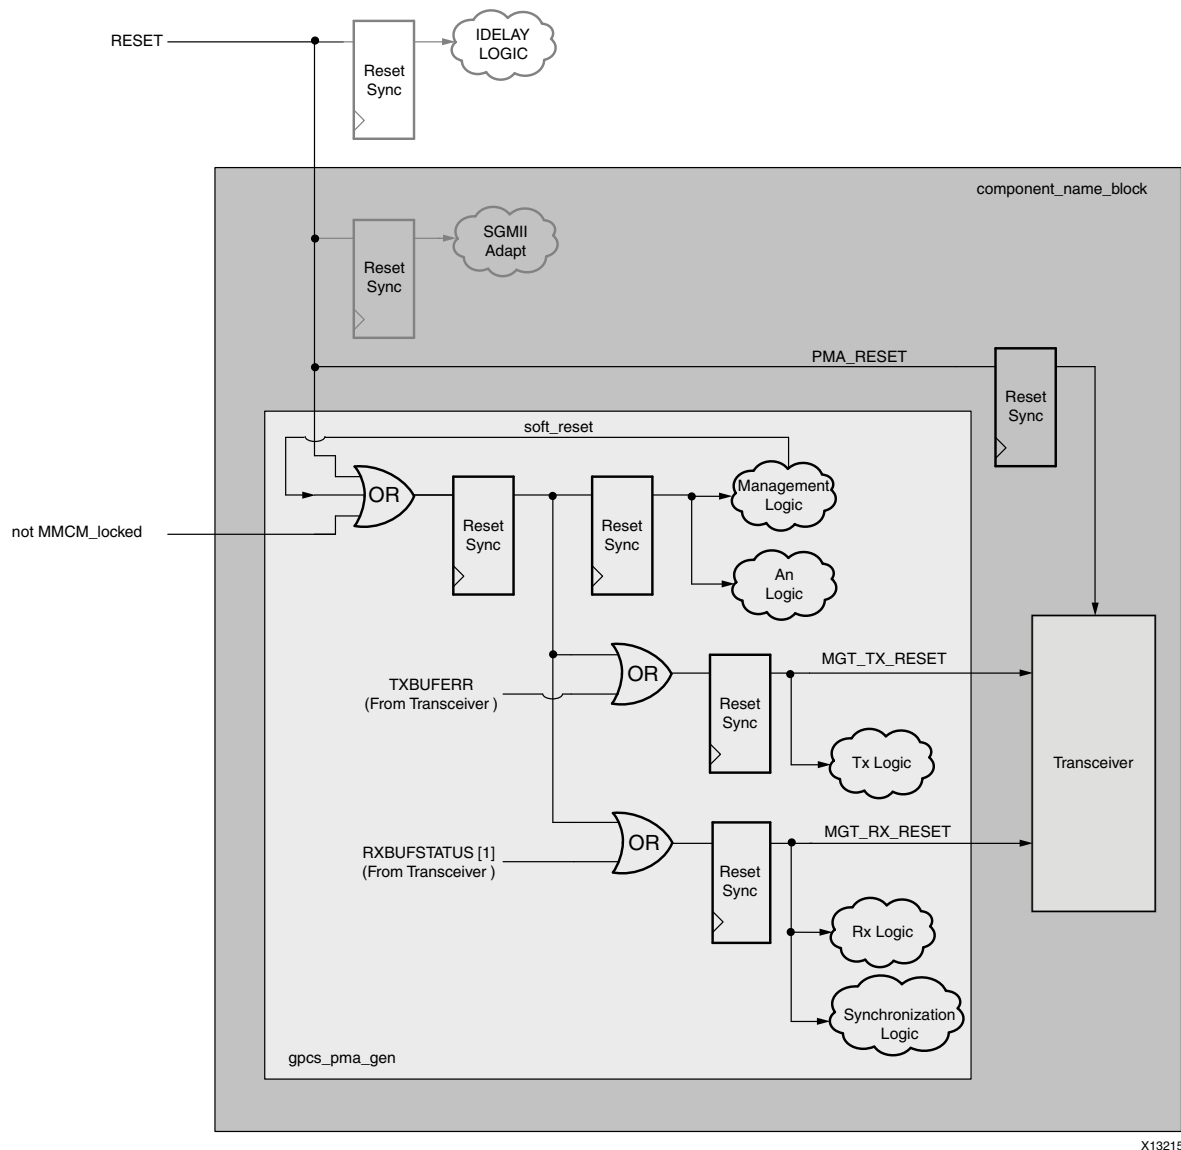 RESET
IDELAY
LOGIC
Reset
Sync
component_name_block
SGMII
Adapt
Reset
Sync
PMA_RESET
Reset
Sync
soft_reset
OR
Management
Logic
not MMCM_locked
Reset
Sync
Reset
Sync
An
Logic
TXBUFERR
(From Transceiver )
OR
MGT_TX_RESET
Reset
Sync
Tx Logic
Transceiver
RXBUFSTATUS [1]
(From Transceiver )
OR
MGT_RX_RESET
Reset
Sync
Rx Logic
Synchronization
Logic
gpcs_pma_gen
X13215